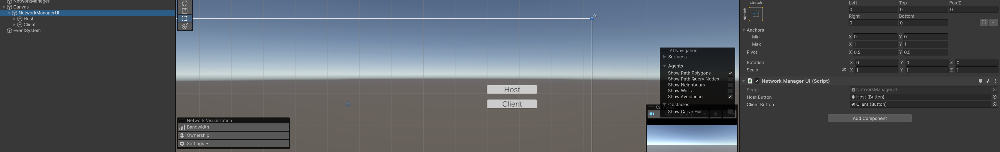 NetworkManager
Canvas
NetworkManagerUI
Host
Client
EventSystem
Host
Client
Network Visualization
Bandwidth
Ownership
Settings
AI Navigation
Surfaces
Agents
Show Path Polygons
Show Path Query Nodes
Show Neighbours
Show Walls
Show Avoidance
Obstacles
Show Carve Hull
stretch
stretch
Left Top Pos Z
0 0 0
Right Bottom
0 0 R
Anchors
Min X 0 Y 0
Max X 1 Y 1
Pivot X 0.5 Y 0.5
Rotation X 0 Y 0 Z 0
Scale X 1 Y 1 Z 1
# Network Manager UI (Script)
Script NetworkManagerUI
Host Button Host (Button)
Client Button Client (Button)
Add Component